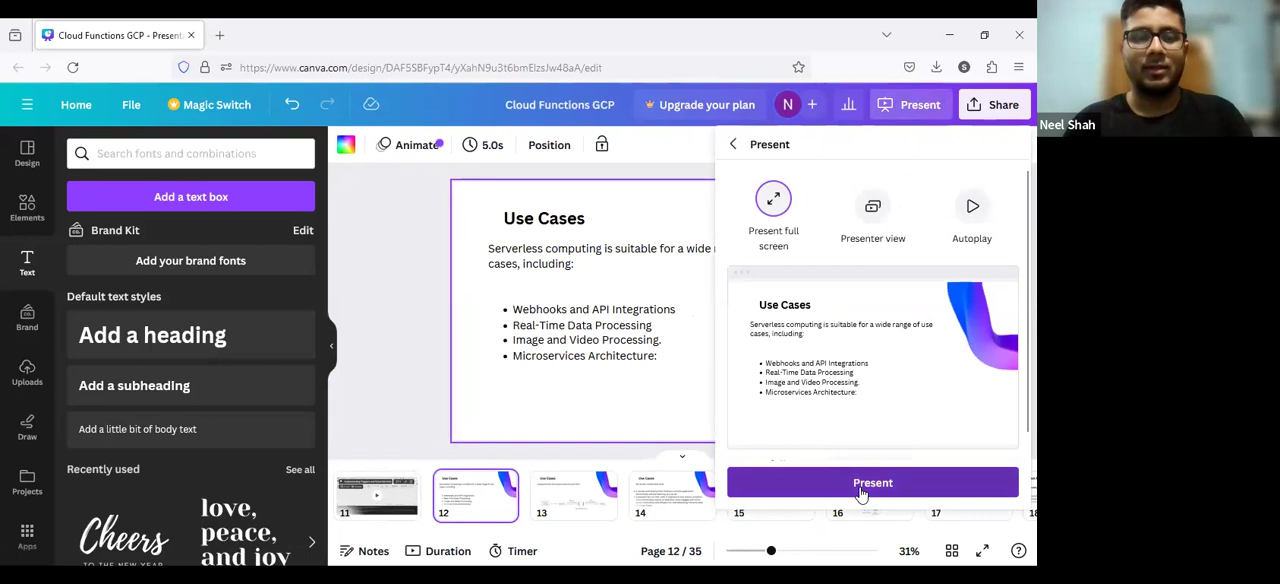 Cloud Functions GCP - Present
https://www.canva.com/design/DAF5SBFypT4/yXahN9u3t6bmElzsJw48aA/edit
Home
File
Magic Switch
Cloud Functions GCP
Upgrade your plan
N
Present
Share
Neel Shah
Design
Elements
Text
Brand
Uploads
Draw
Projects
Apps
Search fonts and combinations
Add a text box
Brand Kit
Edit
Add your brand fonts
Default text styles
Add a heading
Add a subheading
Add a little bit of body text
Recently used
See all
Cheers
TO THE NEW YEAR
love,
peace,
and joy
Animate
5.0s
Position
Use Cases
Serverless computing is suitable for a wide
cases, including:
• Webhooks and API Integrations
• Real-Time Data Processing
• Image and Video Processing.
• Microservices Architecture:
Present
Present full
screen
Presenter view
Autoplay
Use Cases
Serverless computing is suitable for a wide range of use
cases, including:
• Webhooks and API Integrations
• Real-Time Data Processing
• Image and Video Processing.
• Microservices Architecture:
Present
11
12
13
14
15
16
17
18
Notes
Duration
Timer
Page 12 / 35
31%